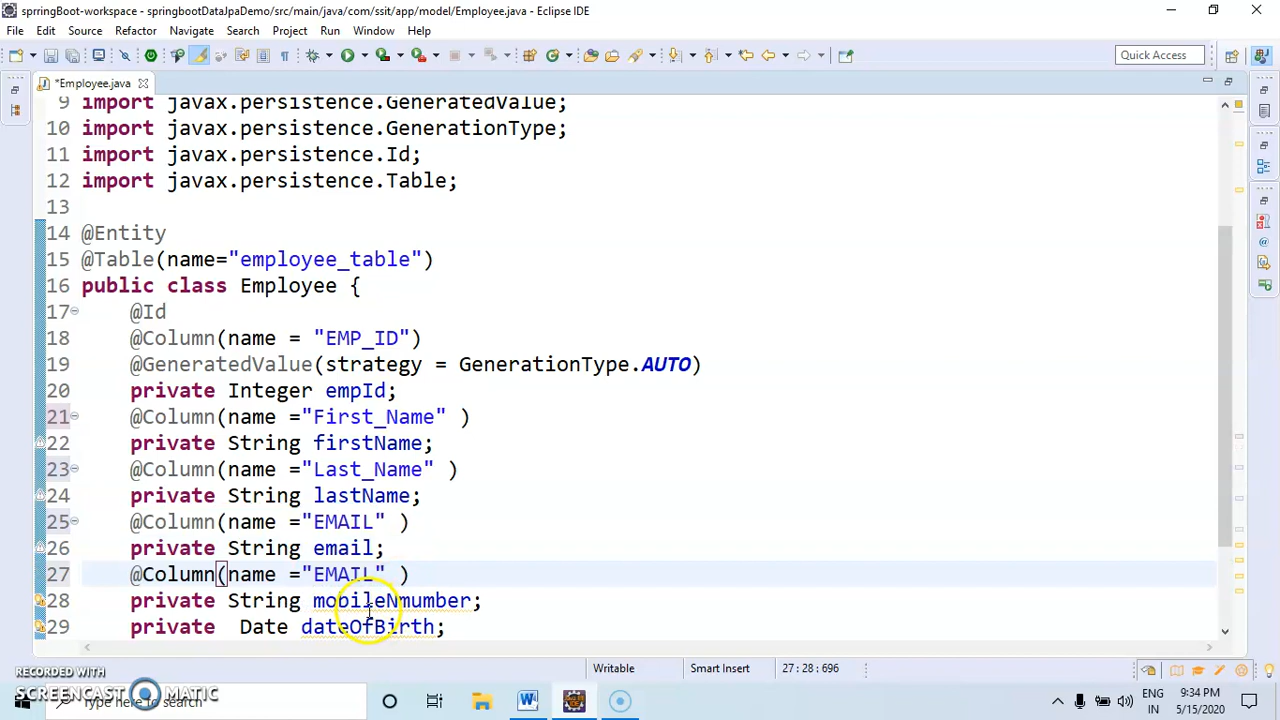 sprringBoot-workspace - springbootDataJpaDemo/src/main/java/com/ssit/app/model/Employee.java - Eclipse IDE
File Edit Source Refactor Navigate Search Project Run Window Help
Quick Access
*Employee.java
9 import javax.persistence.GeneratedValue;
10 import javax.persistence.GenerationType;
11 import javax.persistence.Id;
12 import javax.persistence.Table;
13
14 @Entity
15 @Table(name="employee_table")
16 public class Employee {
17 @Id
18 @Column(name = "EMP_ID")
19 @GeneratedValue(strategy = GenerationType.AUTO)
20 private Integer empId;
21 @Column(name ="First_Name" )
22 private String firstName;
23 @Column(name ="Last_Name" )
24 private String lastName;
25 @Column(name ="EMAIL" )
26 private String email;
27 @Column(name ="EMAIL" )
28 private String mobileNmumber;
29 private Date dateOfBirth;
Writable Smart Insert 27 : 28 : 696
RECORDED WITH
SCREENCAST MATIC
Type here to search
ENG
IN
9:34 PM
5/15/2020